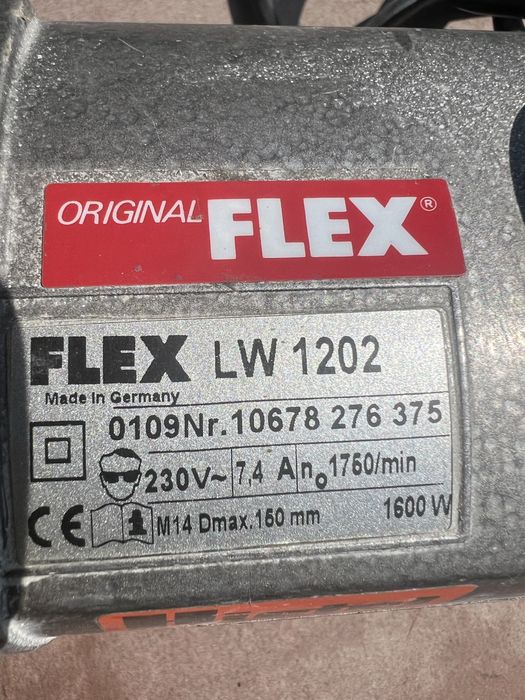 ORIGINAL FLEX®
FLEX LW 1202
Made in Germany
0109Nr.10678 276 375
230V~ 7,4 A n₀ 1750/min
CE M14 Dmax.150 mm 1600 W